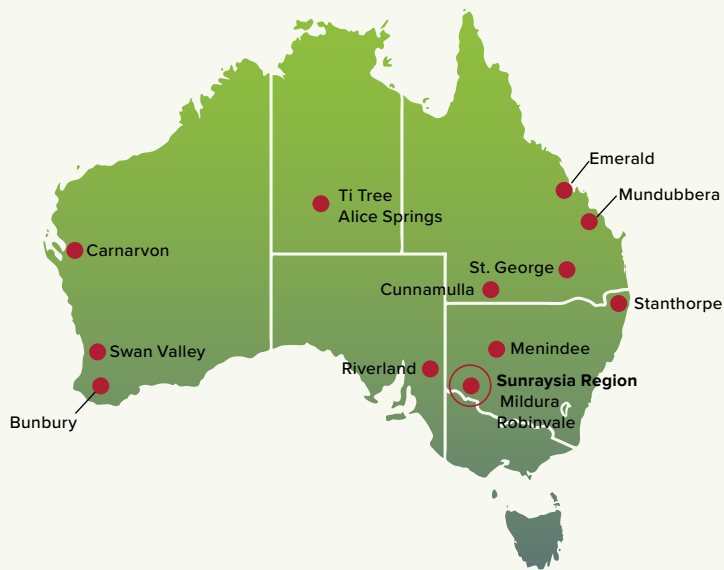 Emerald
Mundubbera
Ti Tree
Alice Springs
Carnarvon
St. George
Cunnamulla
Stanthorpe
Swan Valley
Menindee
Riverland
Sunraysia Region
Mildura
Robinvale
Bunbury